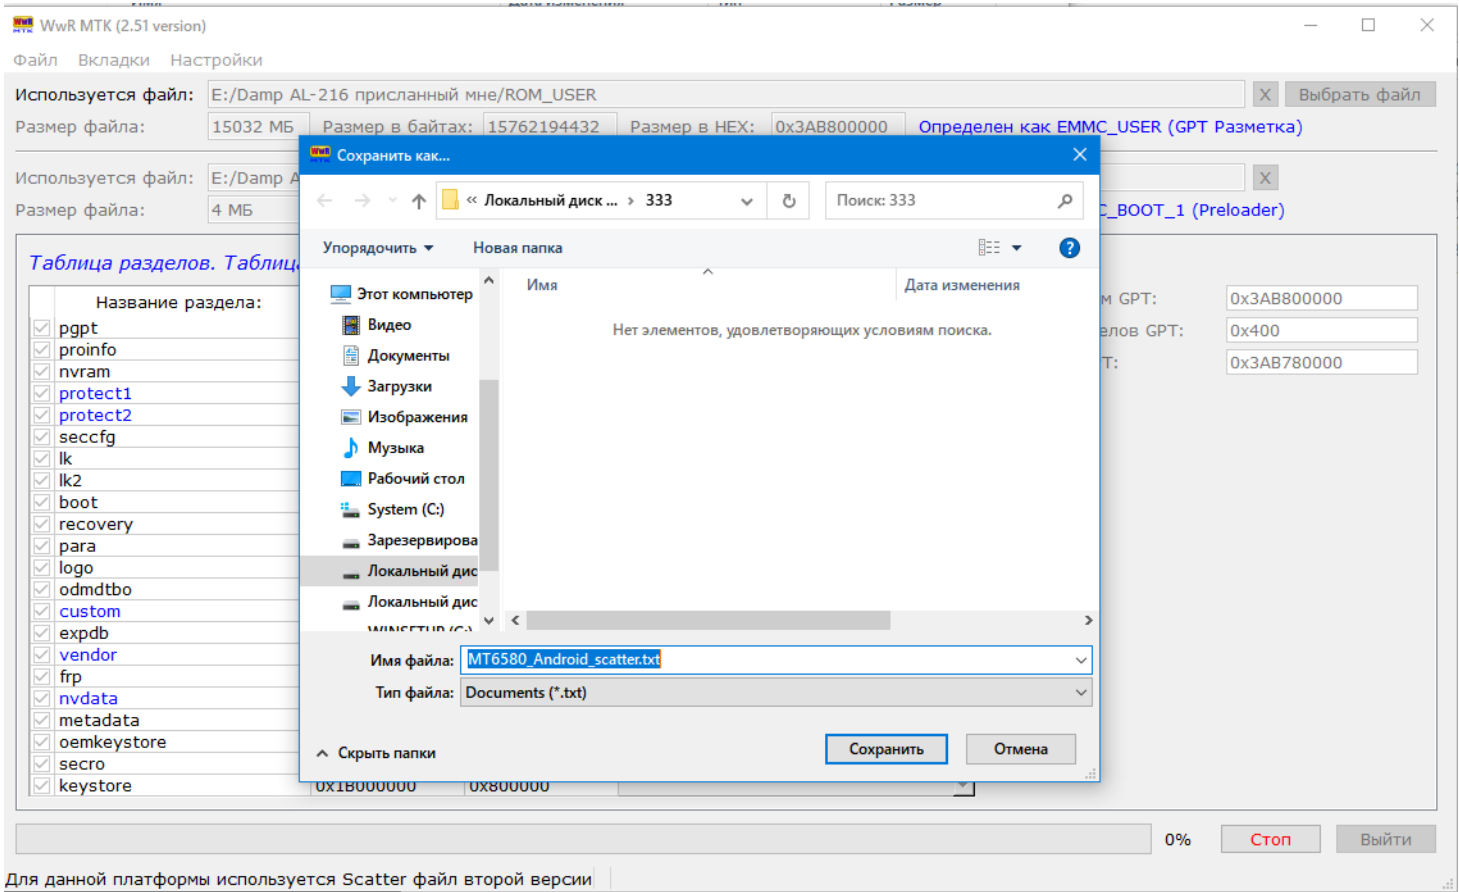 WwR MTK (2.51 version)
Файл Вкладки Настройки
Используется файл: E:/Damp AL-216 присланный мне/ROM_USER X Выбрать файл
Размер файла: 15032 МБ Размер в байтах: 15762194432 Размер в HEX: 0x3AB800000 Определен как EMMC_USER (GPT Разметка)
Используется файл: E:/Damp A X
Размер файла: 4 МБ C_BOOT_1 (Preloader)
Таблица разделов. Таблиц
Название раздела:
pgpt
proinfo
nvram
protect1
protect2
seccfg
lk
lk2
boot
recovery
para
logo
odmdtbo
custom
expdb
vendor
frp
nvdata
metadata
oemkeystore
secro
keystore 0x1B000000 0x800000
м GPT: 0x3AB800000
елов GPT: 0x400
Т: 0x3AB780000
Сохранить как...
« Локальный диск ... › 333 Поиск: 333
Упорядочить Новая папка
Имя Дата изменения
Нет элементов, удовлетворяющих условиям поиска.
Этот компьютер
Видео
Документы
Загрузки
Изображения
Музыка
Рабочий стол
System (C:)
Зарезервирова
Локальный дис
Локальный дис
WINSETUP (G:)
Имя файла: MT6580_Android_scatter.txt
Тип файла: Documents (*.txt)
Скрыть папки Сохранить Отмена
0% Стоп Выйти
Для данной платформы используется Scatter файл второй версии